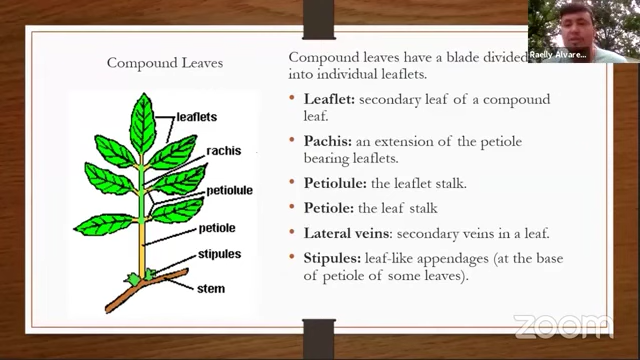 Compound Leaves
leaflets
rachis
petiolule
petiole
stipules
stem
Compound leaves have a blade divided
into individual leaflets.
• Leaflet: secondary leaf of a compound
leaf.
• Pachis: an extension of the petiole
bearing leaflets.
• Petiolule: the leaflet stalk.
• Petiole: the leaf stalk
• Lateral veins: secondary veins in a leaf.
• Stipules: leaf-like appendages (at the base
of petiole of some leaves).
Raelly Alvare...
zoom